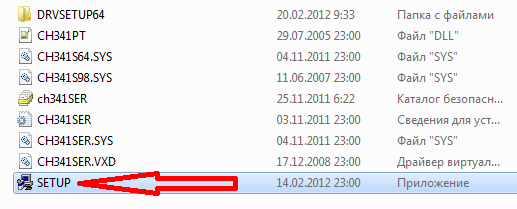 DRVSETUP64 20.02.2012 9:33 Папка с файлами
CH341PT 29.07.2005 23:00 Файл "DLL"
CH341S64.SYS 04.11.2011 23:00 Файл "SYS"
CH341S98.SYS 11.06.2007 23:00 Файл "SYS"
ch341SER 25.11.2011 6:22 Каталог безопасн...
CH341SER 03.11.2011 23:00 Сведения для уст...
CH341SER.SYS 04.11.2011 23:00 Файл "SYS"
CH341SER.VXD 17.12.2008 23:00 Драйвер виртуал...
SETUP 14.02.2012 23:00 Приложение